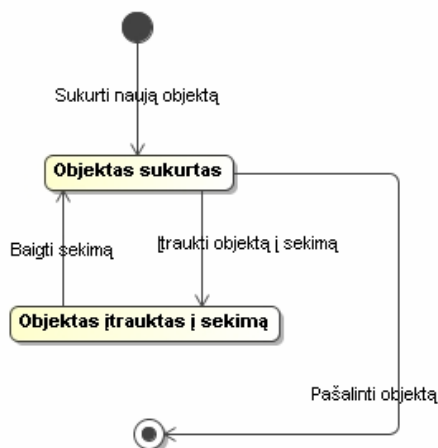 Sukurti naują objektą
Objektas sukurtas
Baigti sekimą
Įtraukti objektą į sekimą
Objektas įtrauktas į sekimą
Pašalinti objektą